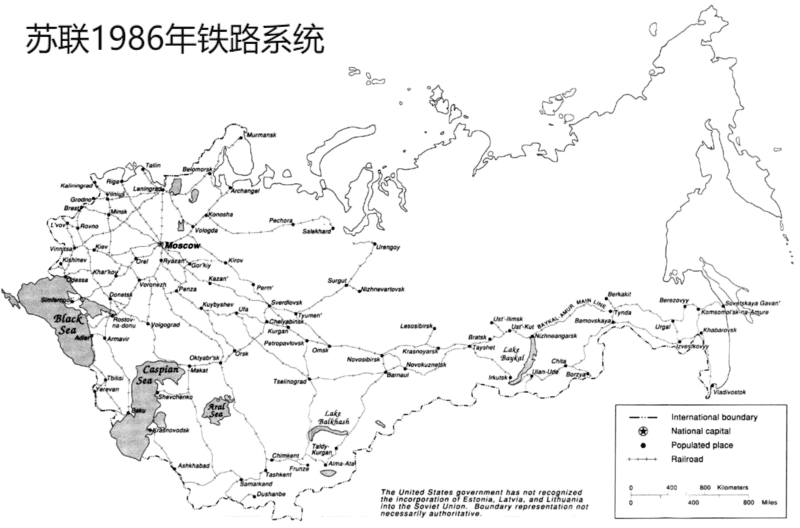 苏联1986年铁路系统
Murmansk
Tallin
Belomorsk
Riga
Kaliningrad
Leningrad
Archangel
Vilnius
Grodno
Brest
Minsk
Konosha
Pechora
Vologda
Salekhard
L'vov
Rovno
Moscow
Urengoy
Vinnitsa
Kiev
Kishinev
Orel
Ryazan'
Gor'kiy
Kirov
Khar'kov
Odessa
Voronezh
Penza
Kazan'
Perm'
Surgut
Nizhnevartovsk
Simferopol'
Donetsk
Kuybyshev
Ufa
Sverdlovsk
Tyumen'
Berkakit
Berezovyy
Sovetskaya Gavan'
Black
Sea
Rostov-
na-donu
Volgograd
Chelyabinsk
Kurgan
Lesosibirsk
Ust'-Ilimsk
Ust'-Kut
BAYKAL AMUR MAIN LINE
Tynda
Komsomol'sk-na-Amure
Adler
Armavir
Petropavlovsk
Omsk
Bratsk
Nizhneangarsk
Bamovskaya
Urgal
Khabarovsk
Oktyabr'sk
Orsk
Novosibirsk
Krasnoyarsk
Tayshet
Lake
Baykal
Izvestkovyy
Caspian
Sea
Makat
Novokuznetsk
Barnaul
Chita
Tbilisi
Tselinograd
Irkutsk
Ulan-Ude
Borzya
Yerevan
Shevchenko
Vladivostok
Aral
Sea
Baku
Lake
Balkhash
Krasnovodsk
Taldy-
Kurgan
Ashkhabad
Chimkent
Frunze
Alma-Ata
Tashkent
Samarkand
Dushanbe
International boundary
National capital
Populated place
Railroad
0 400 800 Kilometers
0 400 800 Miles
The United States government has not recognized
the incorporation of Estonia, Latvia, and Lithuania
into the Soviet Union. Boundary representation not
necessarily authoritative.